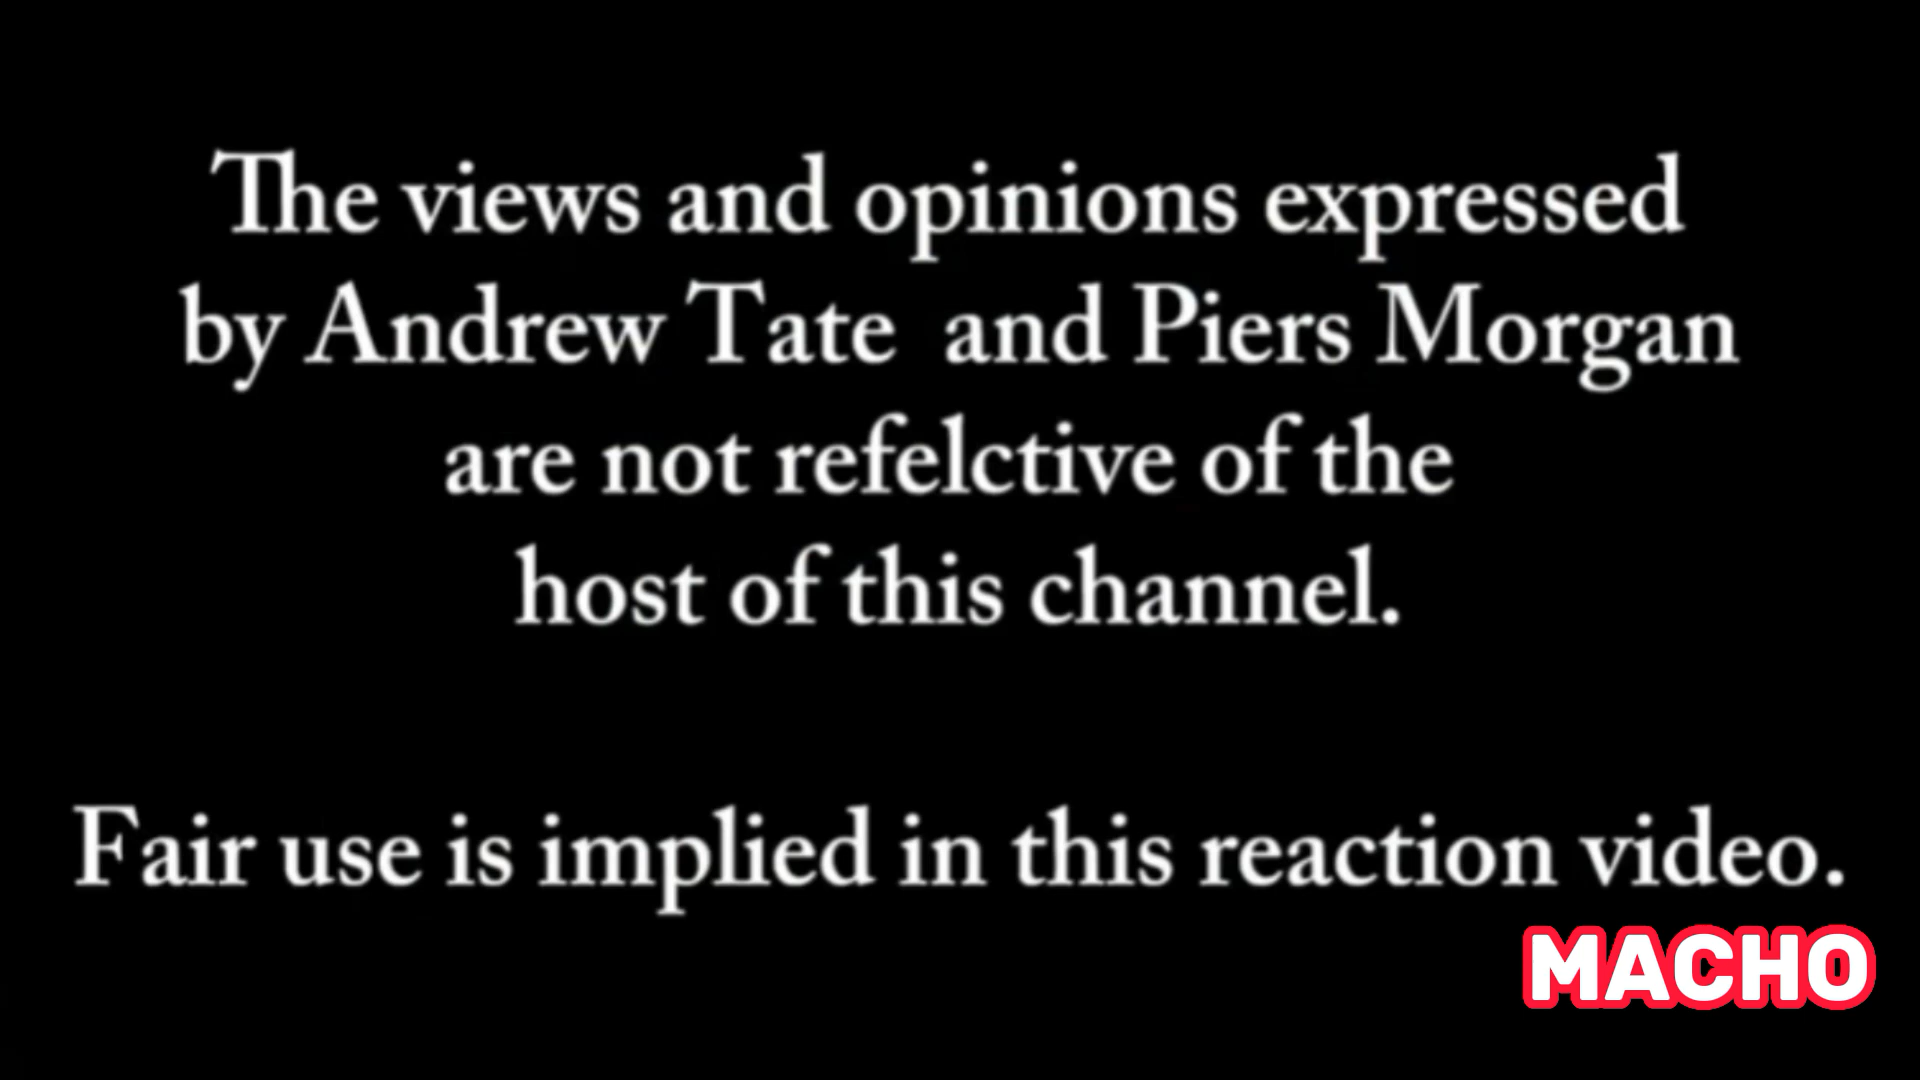 The views and opinions expressed
by Andrew Tate  and Piers Morgan
are not refelctive of the
host of this channel.
Fair use is implied in this reaction video.
MACHO